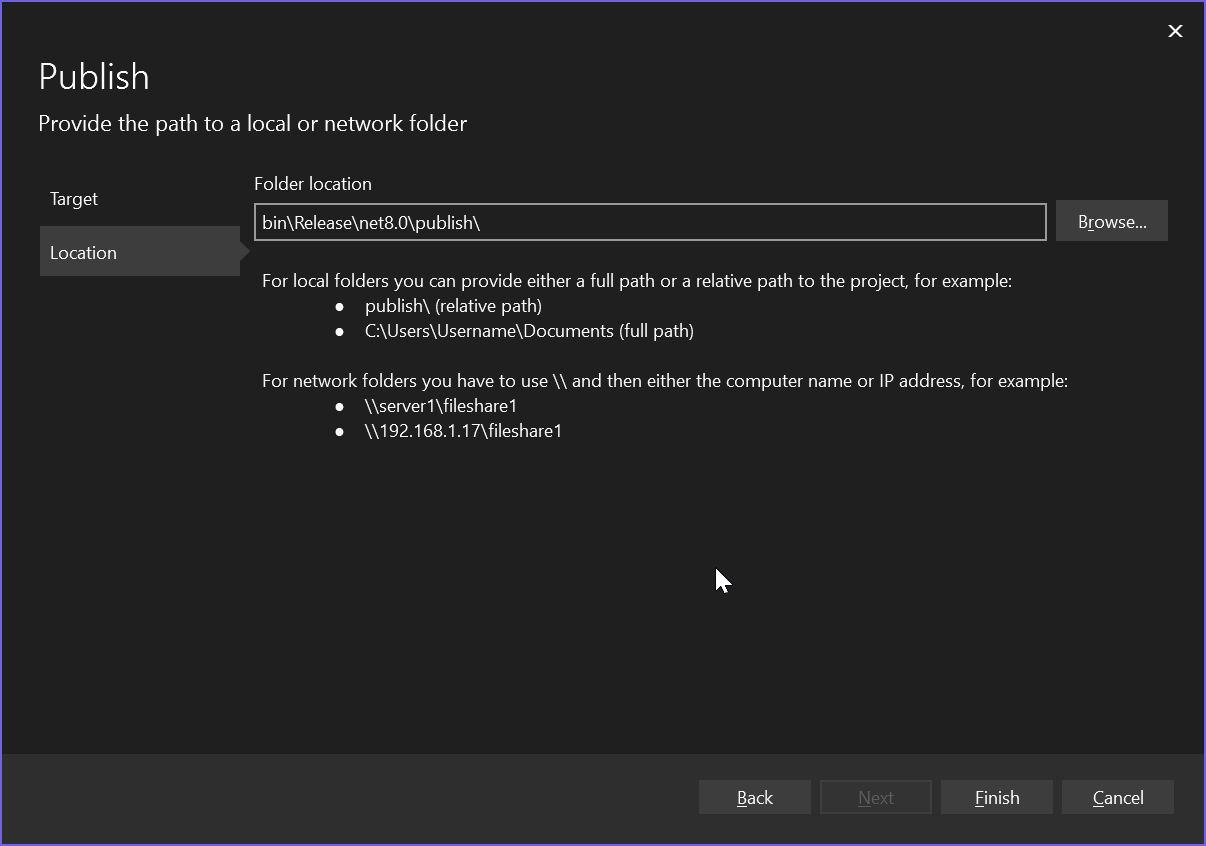 Publish
Provide the path to a local or network folder
Target
Location
Folder location
bin\Release\net8.0\publish\
Browse...
For local folders you can provide either a full path or a relative path to the project, for example:
● publish\ (relative path)
● C:\Users\Username\Documents (full path)
For network folders you have to use \\ and then either the computer name or IP address, for example:
● \\server1\fileshare1
● \\192.168.1.17\fileshare1
Back Next Finish Cancel